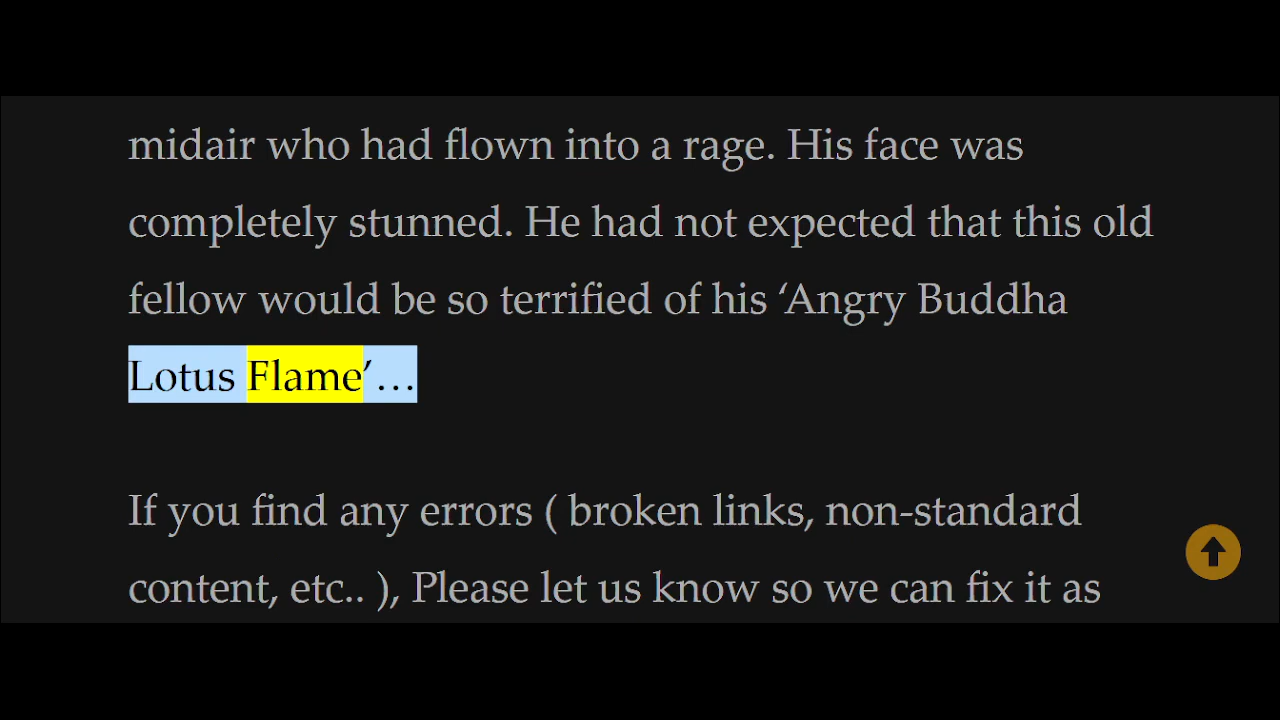 midair who had flown into a rage. His face was
completely stunned. He had not expected that this old
fellow would be so terrified of his ‘Angry Buddha
Lotus Flame’…
If you find any errors ( broken links, non-standard
content, etc.. ), Please let us know so we can fix it as